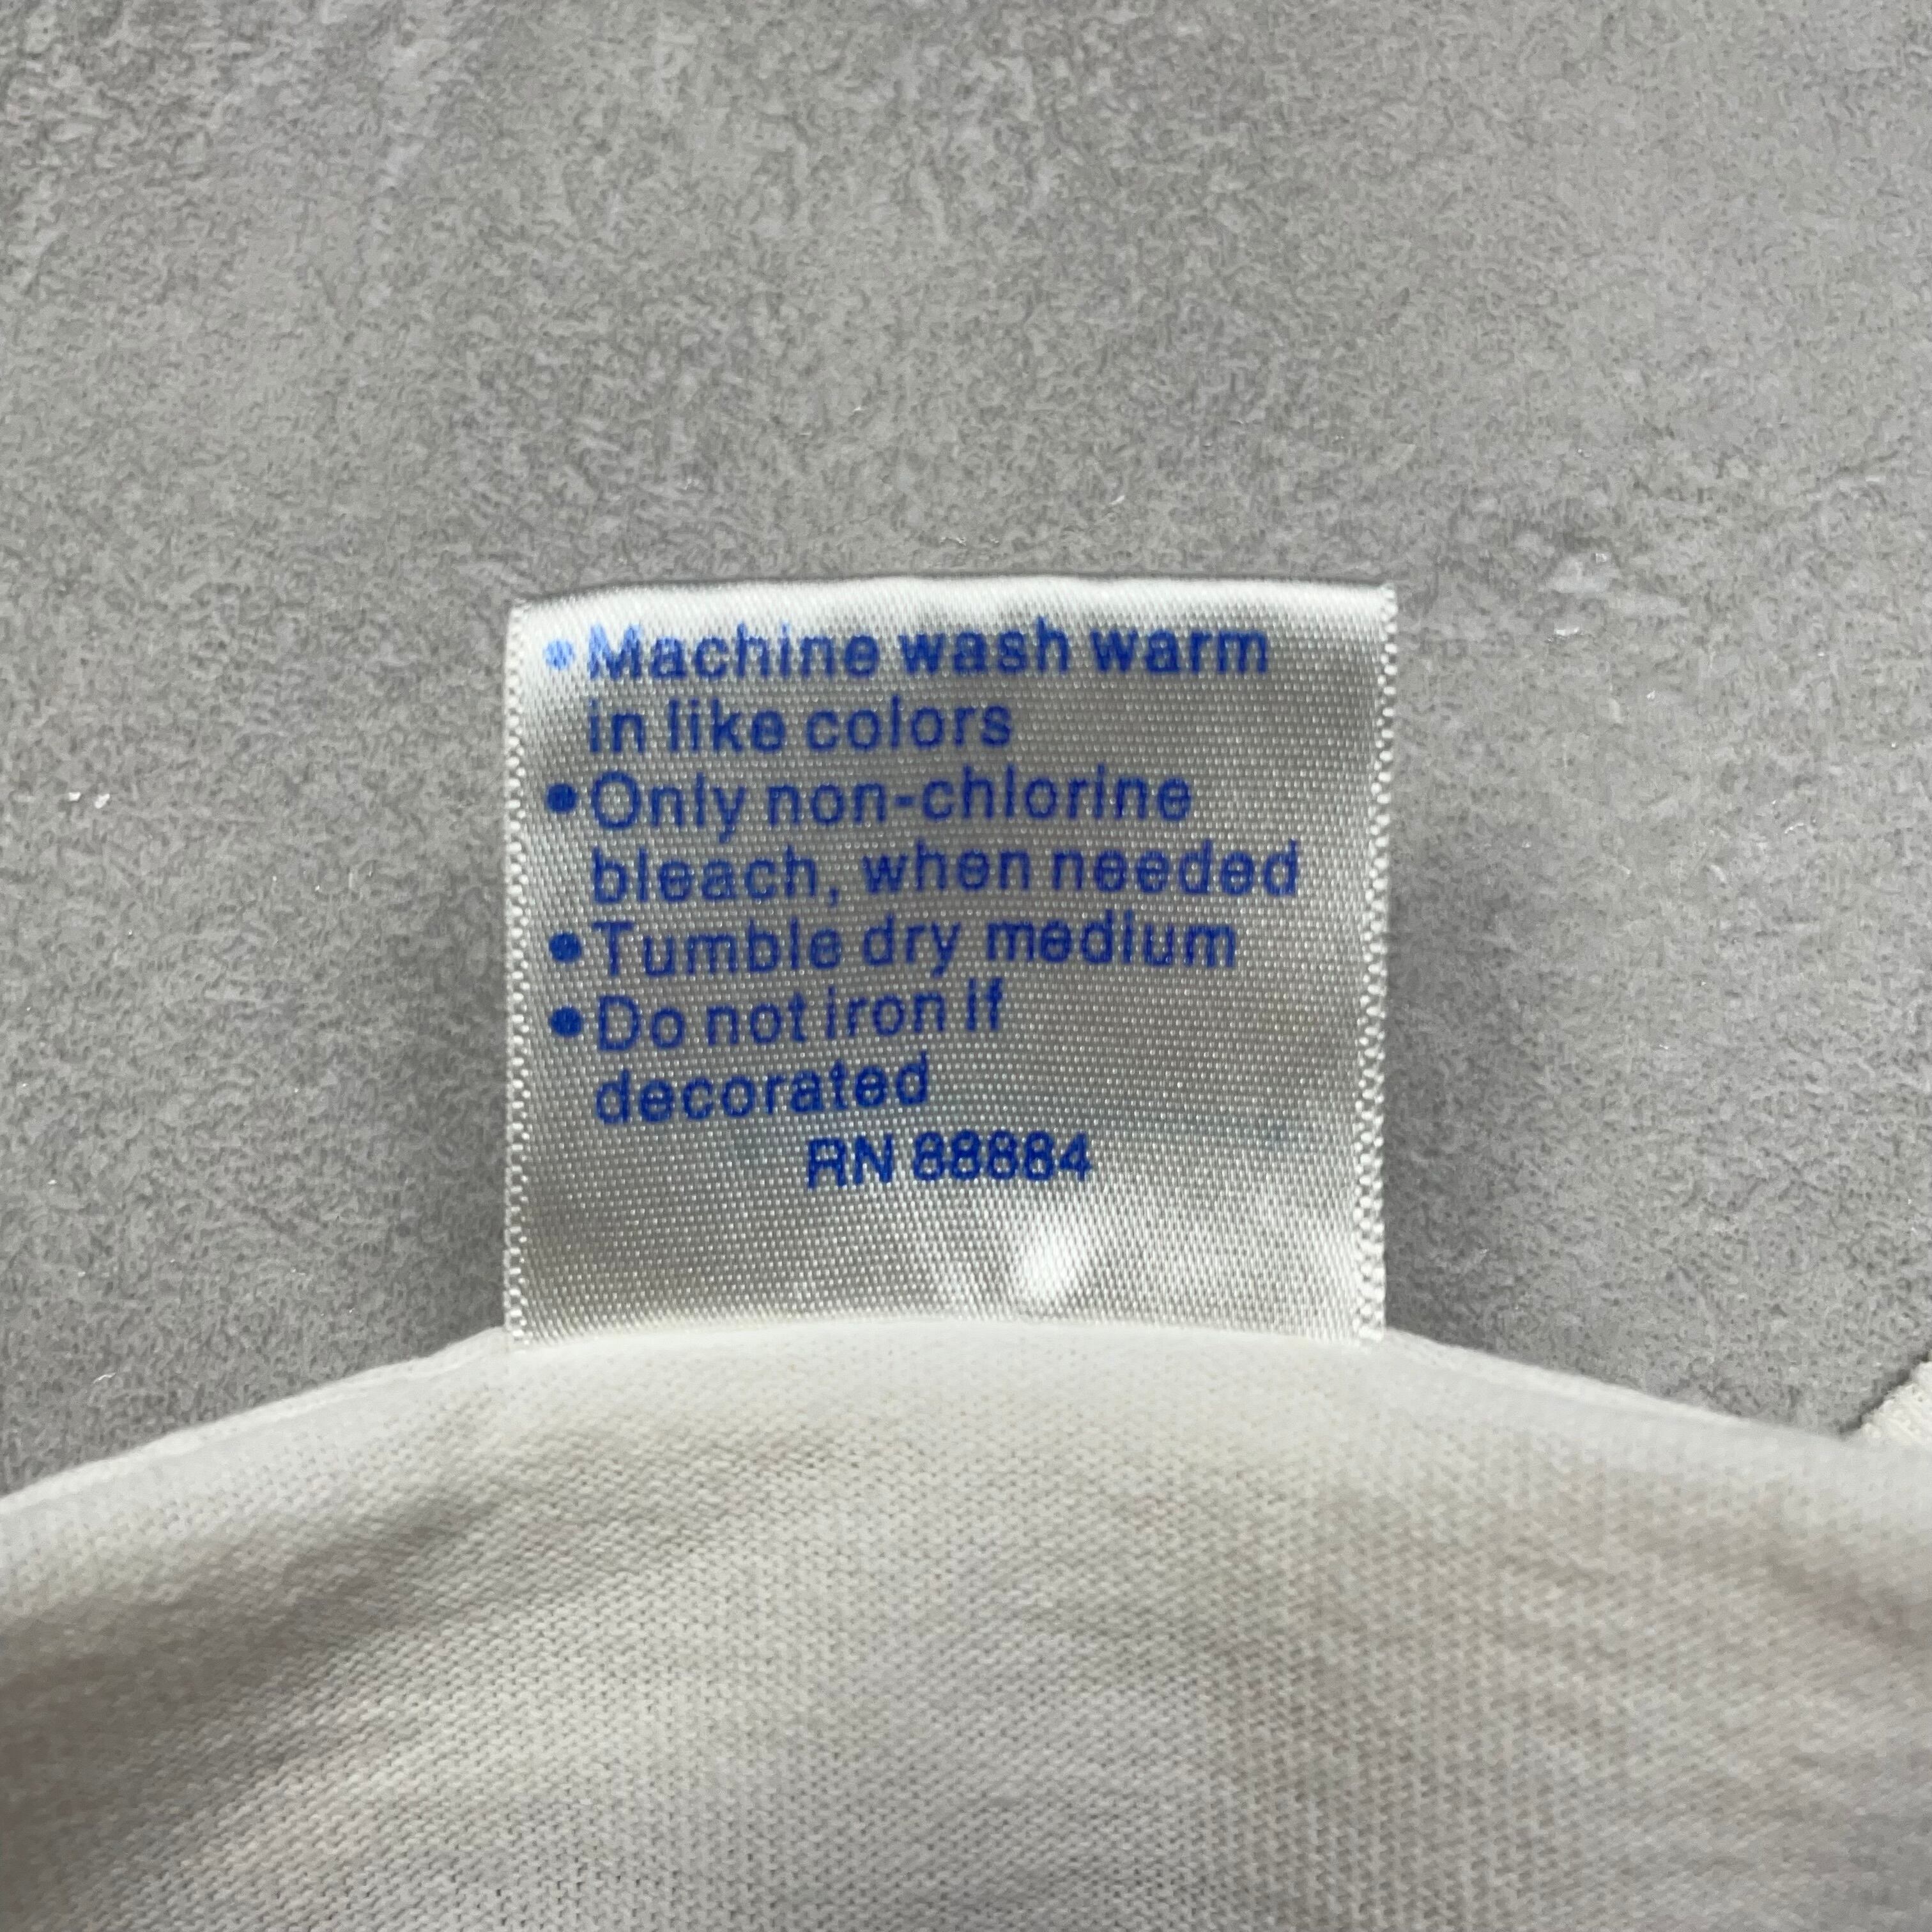 •Machine wash warm
in like colors
•Only non-chlorine
bleach, when needed
•Tumble dry medium
•Do not iron if
decorated
RN 88884